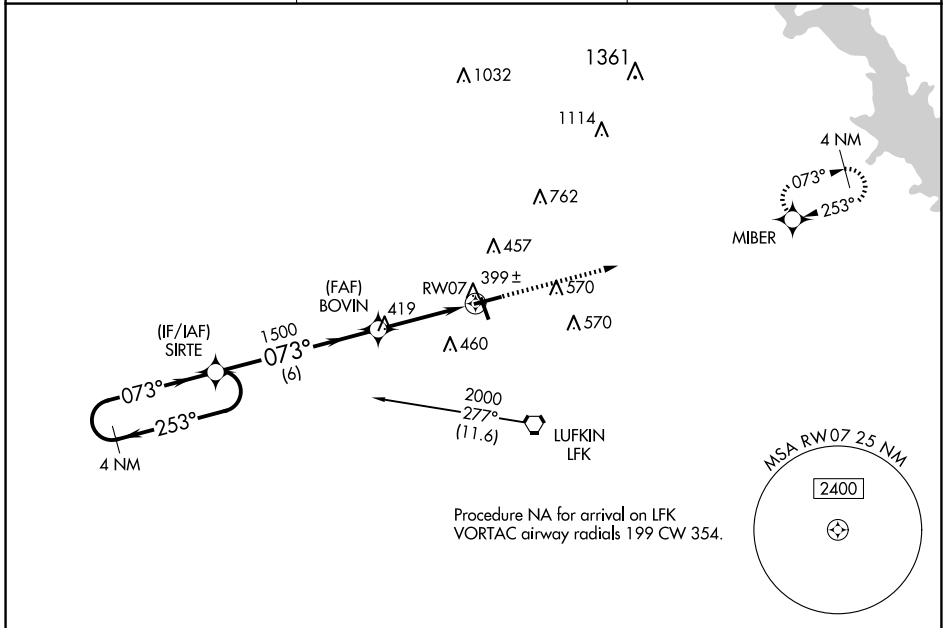 1032
1361
1114
4 NM
073°
253°
MIBER
762
457
RW07
399 ±
570
(FAF)
BOVIN
419
570
460
(IF/IAF)
SIRTE
1500
073°
(6)
073°
253°
4 NM
2000
277°
(11.6)
LUFKIN
LFK
MSA RW07 25 NM
2400
Procedure NA for arrival on LFK
VORTAC airway radials 199 CW 354.